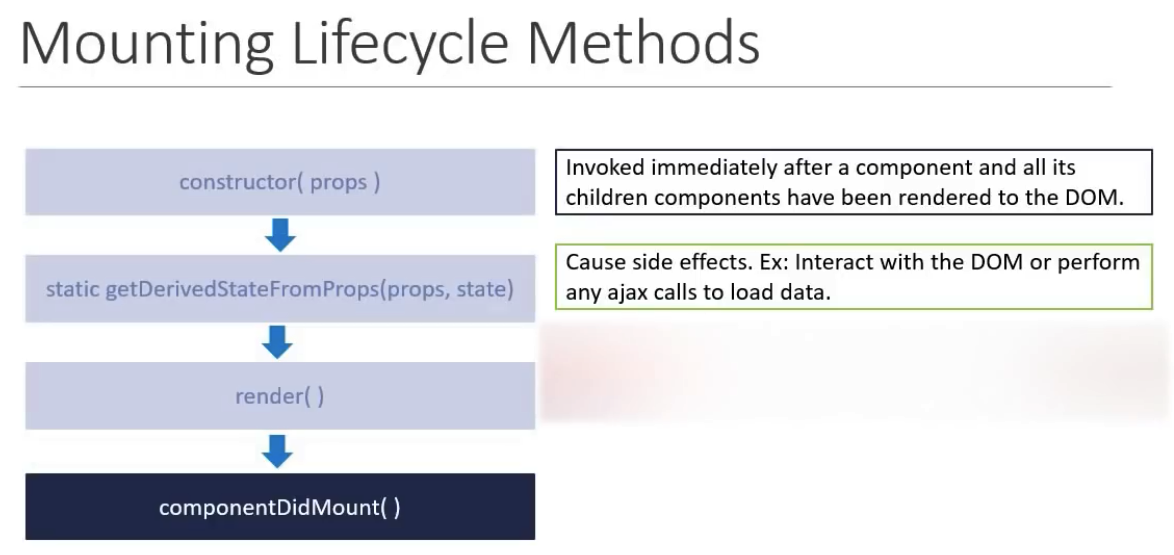 Mounting Lifecycle Methods
constructor( props )
Invoked immediately after a component and all its
children components have been rendered to the DOM.
static getDerivedStateFromProps(props, state)
Cause side effects. Ex: Interact with the DOM or perform
any ajax calls to load data.
render( )
componentDidMount( )